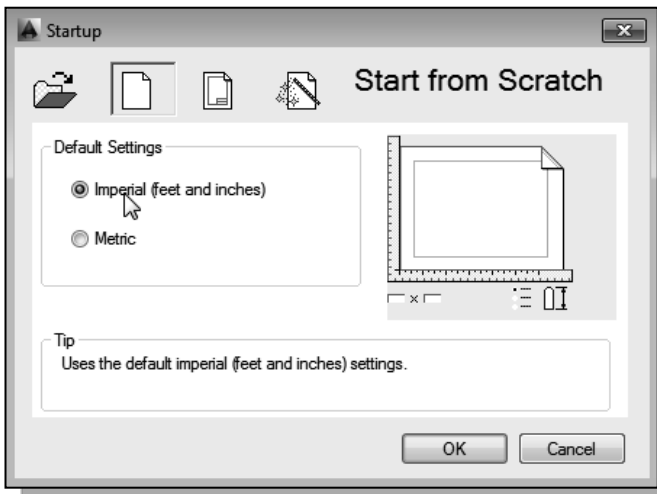 Startup
Start from Scratch
Default Settings
Imperial (feet and inches)
Metric
Tip
Uses the default imperial (feet and inches) settings.
OK
Cancel